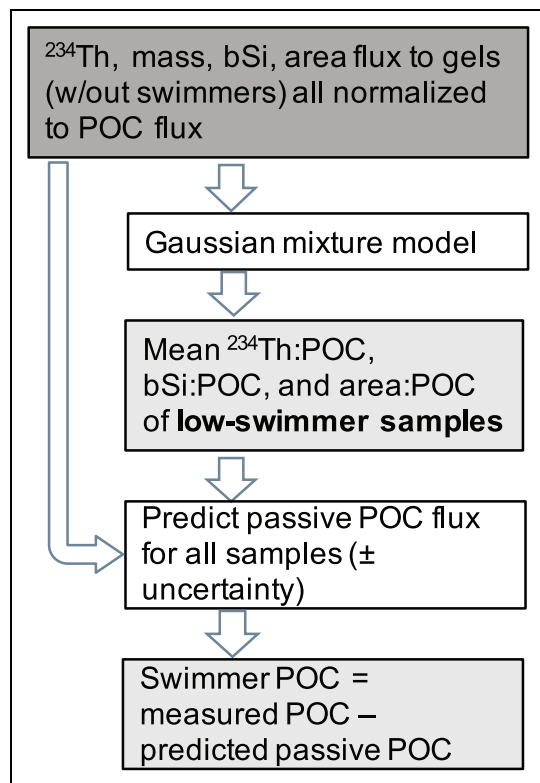 ²³⁴Th, mass, bSi, area flux to gels
(w/out swimmers) all normalized
to POC flux
Gaussian mixture model
Mean ²³⁴Th:POC,
bSi:POC, and area:POC
of low-swimmer samples
Predict passive POC flux
for all samples (±
uncertainty)
Swimmer POC =
measured POC –
predicted passive POC